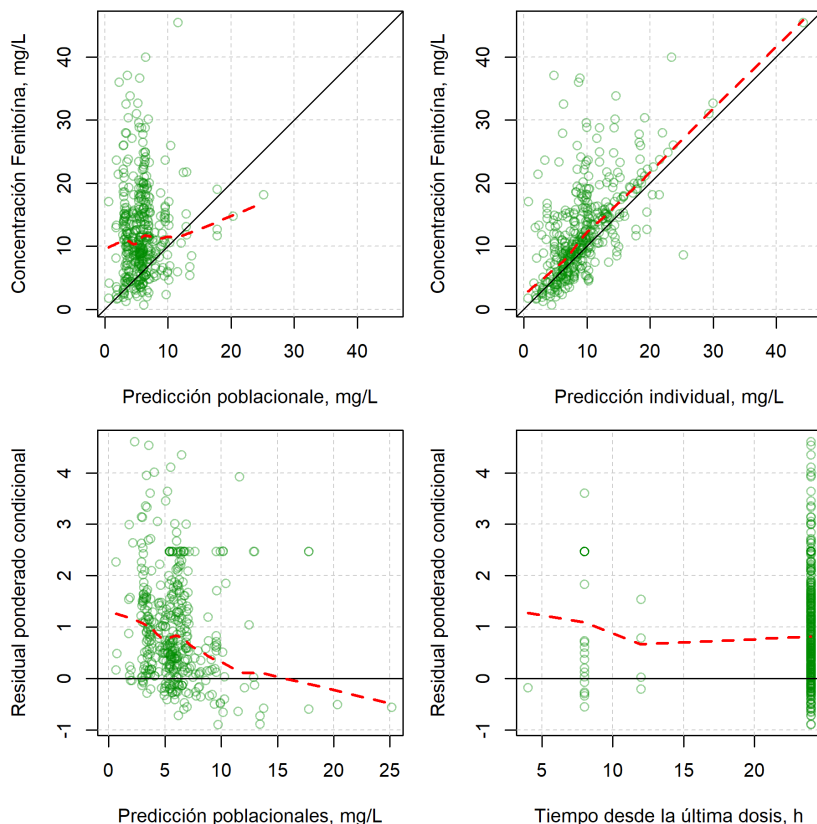 Concentración Fenitoína, mg/L
0 10 20 30 40
0 10 20 30 40
Predicción poblacionale, mg/L
Concentración Fenitoína, mg/L
0 10 20 30 40
0 10 20 30 40
Predicción individual, mg/L
Residual ponderado condicional
-1 0 1 2 3 4
0 5 10 15 20 25
Predicción poblacionales, mg/L
Residual ponderado condicional
-1 0 1 2 3 4
5 10 15 20
Tiempo desde la última dosis, h